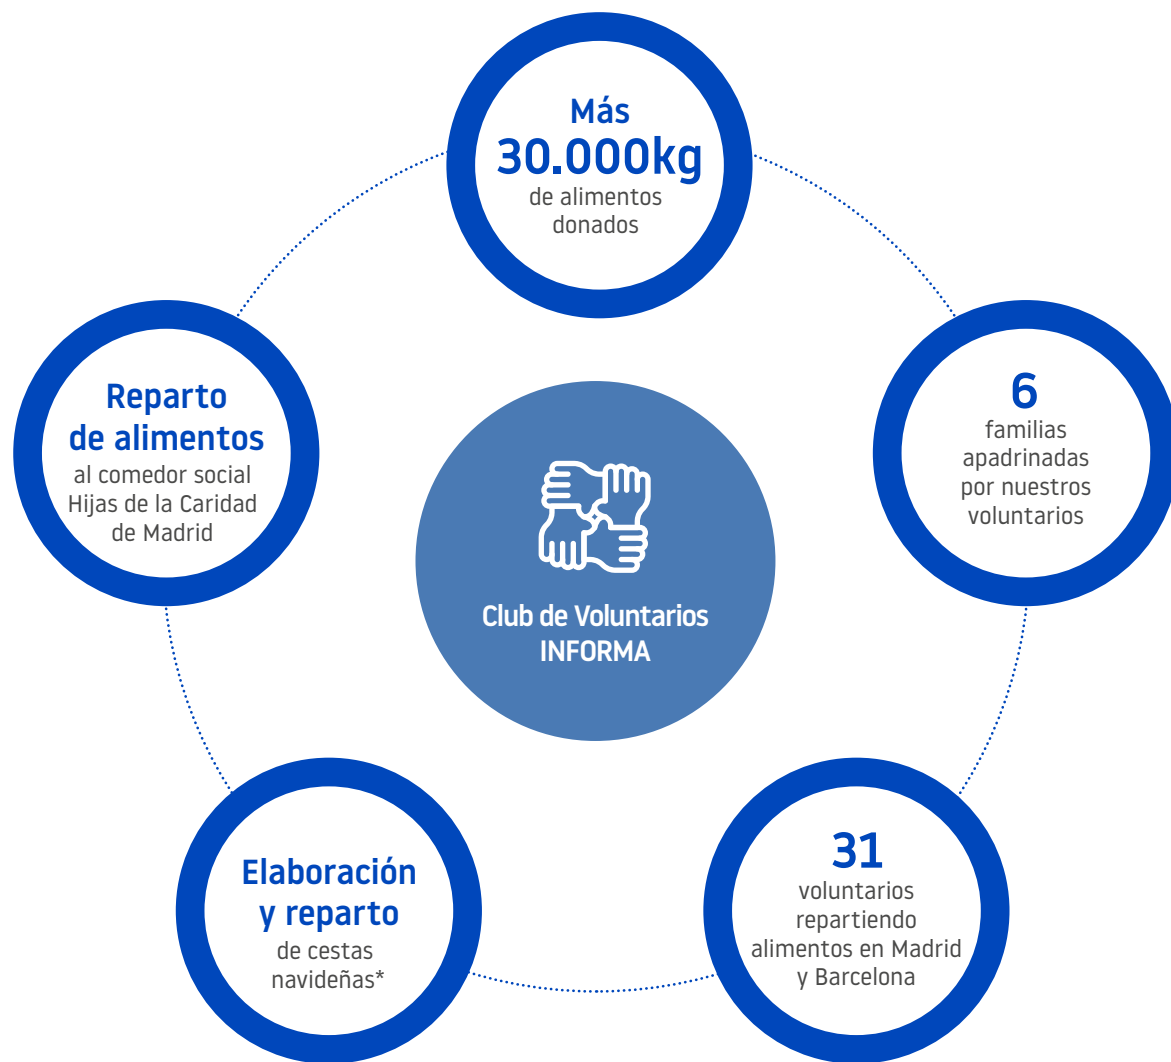 Más
30.000kg
de alimentos
donados
6
familias
apadrinadas
por nuestros
voluntarios
31
voluntarios
repartiendo
alimentos en Madrid
y Barcelona
Elaboración
y reparto
de cestas
navideñas*
Reparto
de alimentos
al comedor social
Hijas de la Caridad
de Madrid
Club de Voluntarios
INFORMA